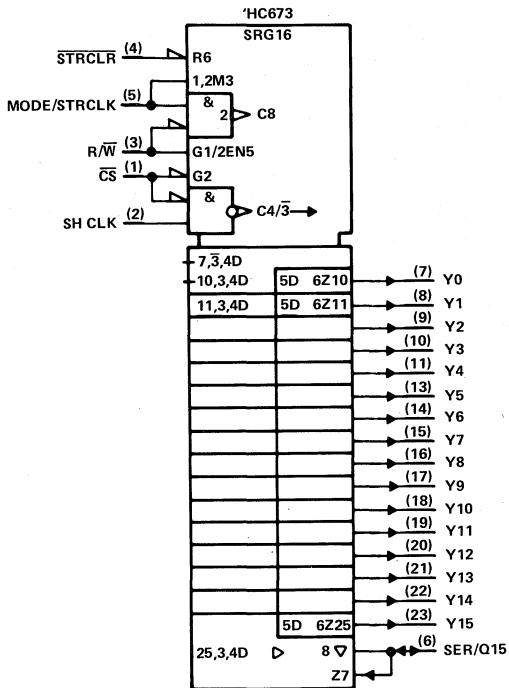 'HC673
SRG16
STRCLR (4) R6
1,2M3
MODE/STRCLK (5) & 2 C8
R/W (3) G1/2EN5
CS (1) G2
&
SH CLK (2) C4/3
7,3,4D
10,3,4D 5D 6Z10 (7) Y0
11,3,4D 5D 6Z11 (8) Y1
(9) Y2
(10) Y3
(11) Y4
(13) Y5
(14) Y6
(15) Y7
(16) Y8
(17) Y9
(18) Y10
(19) Y11
(20) Y12
(21) Y13
(22) Y14
5D 6Z25 (23) Y15
25,3,4D 8 (6) SER/Q15
Z7